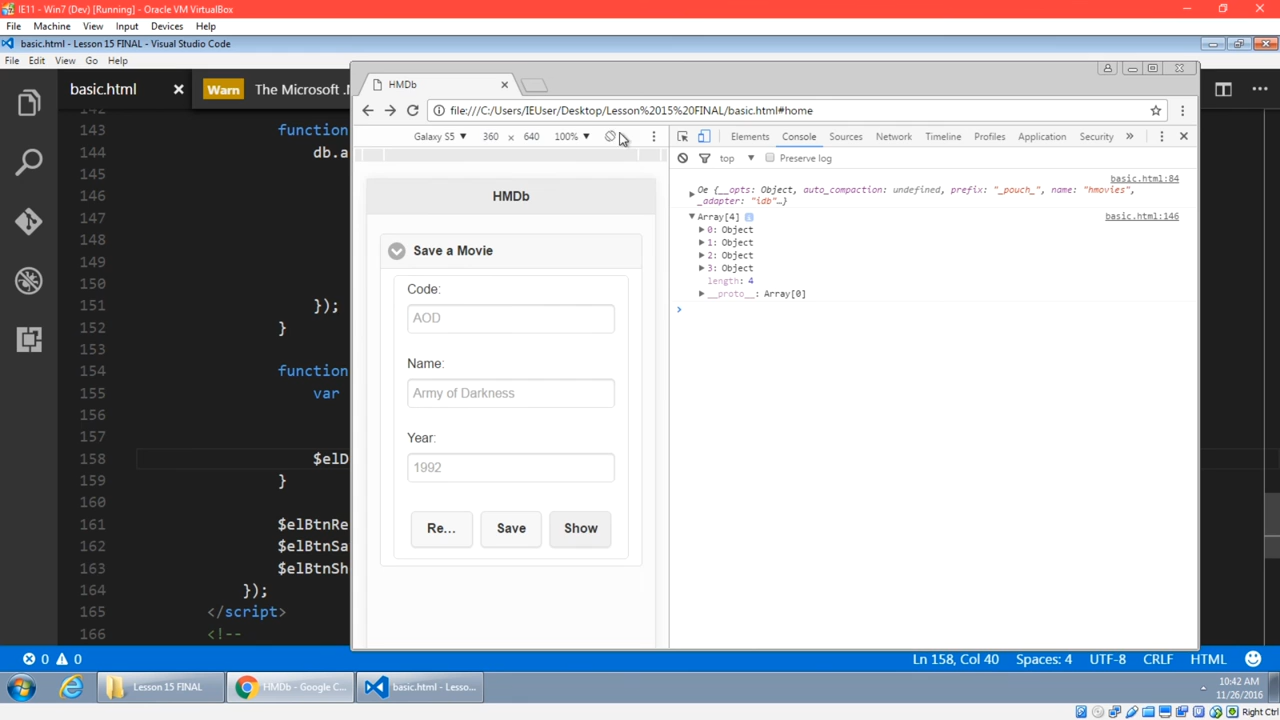 IE11 - Win7 (Dev) [Running] - Oracle VM VirtualBox
File Machine View Input Devices Help
basic.html - Lesson 15 FINAL - Visual Studio Code
File Edit View Go Help
basic.html
Warn The Microsoft .
HMDb
file:///C:/Users/IEUser/Desktop/Lesson%2015%20FINAL/basic.html#home
Galaxy S5 360 × 640 100%
Elements Console Sources Network Timeline Profiles Application Security »
top Preserve log
142
143 function
144 db.a
145
146
147
148
149
150
151 });
152 }
153
154 function
155 var
156
157
158 $elD
159 }
160
161 $elBtnRe
162 $elBtnSa
163 $elBtnSh
164 });
165 </script>
166 <!--
HMDb
Save a Movie
Code:
AOD
Name:
Army of Darkness
Year:
1992
Re... Save Show
basic.html:84
Oe {__opts: Object, auto_compaction: undefined, prefix: "_pouch_", name: "hmovies",
_adapter: "idb"…}
Array[4] basic.html:146
0: Object
1: Object
2: Object
3: Object
length: 4
__proto__: Array[0]
0 0 Ln 158, Col 40 Spaces: 4 UTF-8 CRLF HTML
Lesson 15 FINAL
HMDb - Google C...
basic.html - Lesso...
10:42 AM
11/26/2016
Right Ctrl